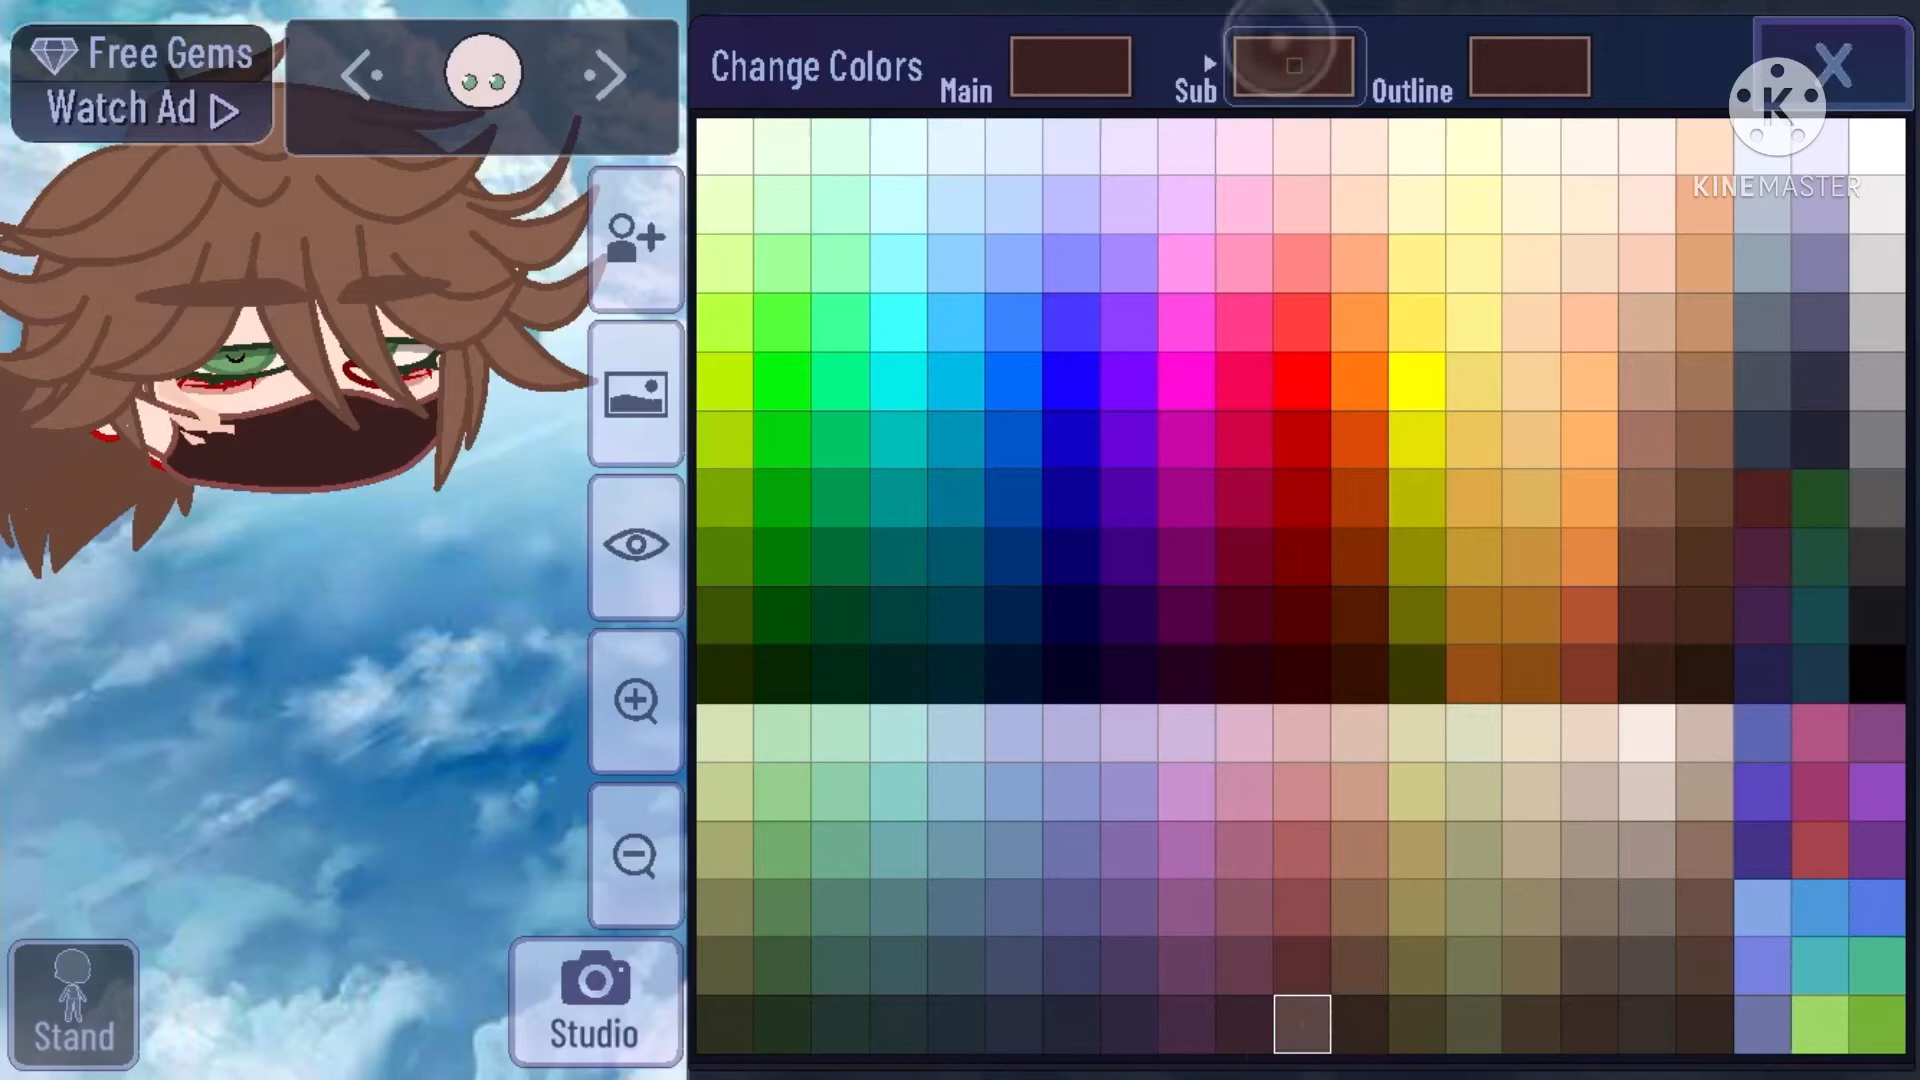 Free Gems
Watch Ad
Change Colors
Main
Sub
Outline
X
K
KINEMASTER
Stand
Studio